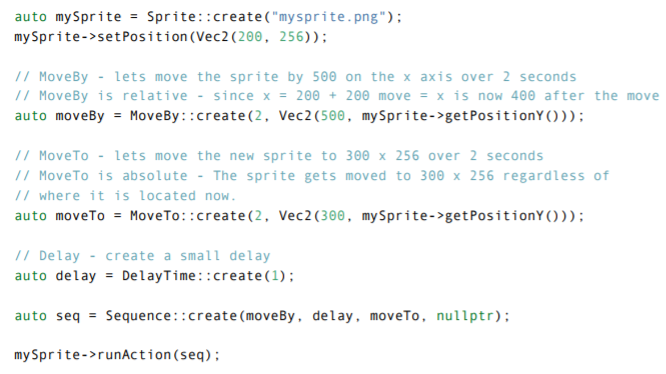 auto mySprite = Sprite::create("mysprite.png");
mySprite->setPosition(Vec2(200, 256));
// MoveBy - lets move the sprite by 500 on the x axis over 2 seconds
// MoveBy is relative - since x = 200 + 200 move = x is now 400 after the move
auto moveBy = MoveBy::create(2, Vec2(500, mySprite->getPositionY()));
// MoveTo - lets move the new sprite to 300 x 256 over 2 seconds
// MoveTo is absolute - The sprite gets moved to 300 x 256 regardless of
// where it is located now.
auto moveTo = MoveTo::create(2, Vec2(300, mySprite->getPositionY()));
// Delay - create a small delay
auto delay = DelayTime::create(1);
auto seq = Sequence::create(moveBy, delay, moveTo, nullptr);
mySprite->runAction(seq);